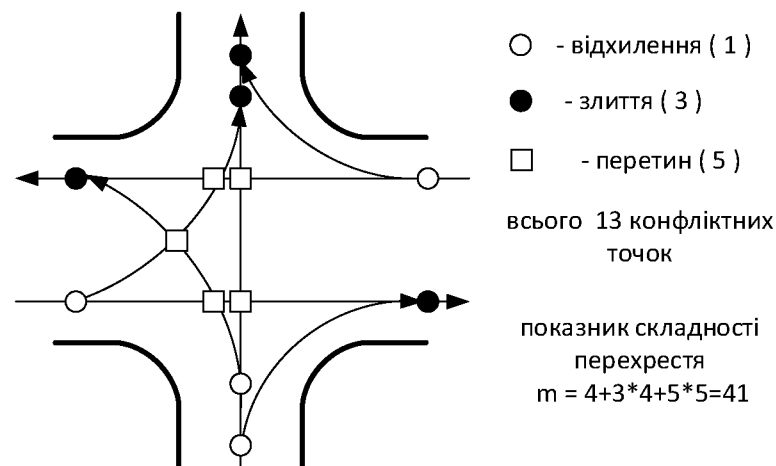 - відхилення ( 1 )
- злиття ( 3 )
- перетин ( 5 )
всього 13 конфліктних
точок
показник складності
перехрестя
m = 4+3*4+5*5=41